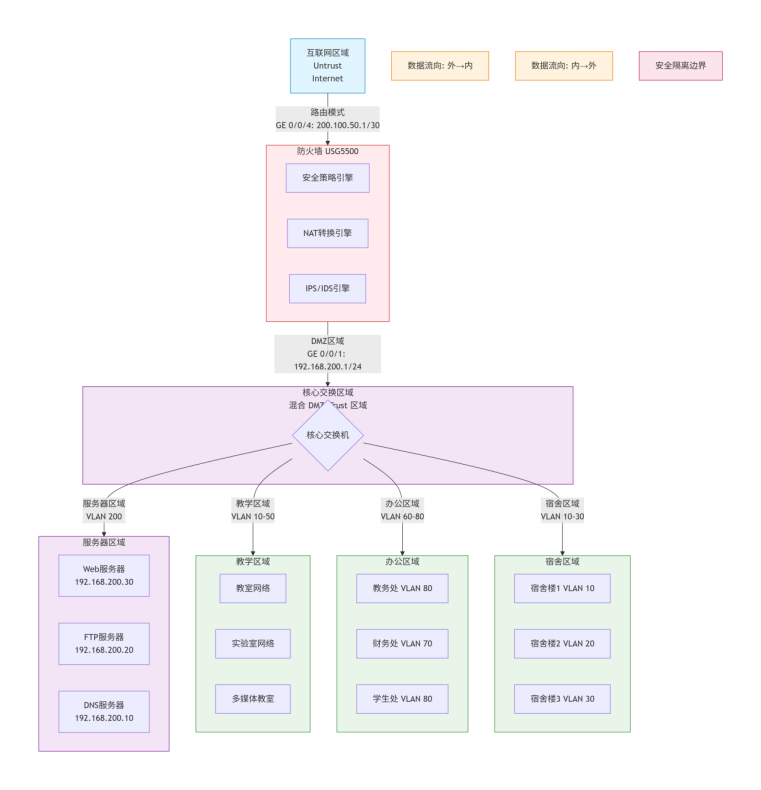 互联网区域
Untrust
Internet
数据流向: 外→内
数据流向: 内→外
安全隔离边界
路由模式
GE 0/0/4: 200.100.50.1/30
防火墙 USG5500
安全策略引擎
NAT转换引擎
IPS/IDS引擎
DMZ区域
GE 0/0/1:
192.168.200.1/24
核心交换区域
混合 DMZ rust 区域
核心交换机
服务器区域
VLAN 200
教学区域
VLAN 10-50
办公区域
VLAN 60-80
宿舍区域
VLAN 10-30
服务器区域
Web服务器
192.168.200.30
FTP服务器
192.168.200.20
DNS服务器
192.168.200.10
教学区域
教室网络
实验室网络
多媒体教室
办公区域
教务处 VLAN 80
财务处 VLAN 70
学生处 VLAN 80
宿舍区域
宿舍楼1 VLAN 10
宿舍楼2 VLAN 20
宿舍楼3 VLAN 30